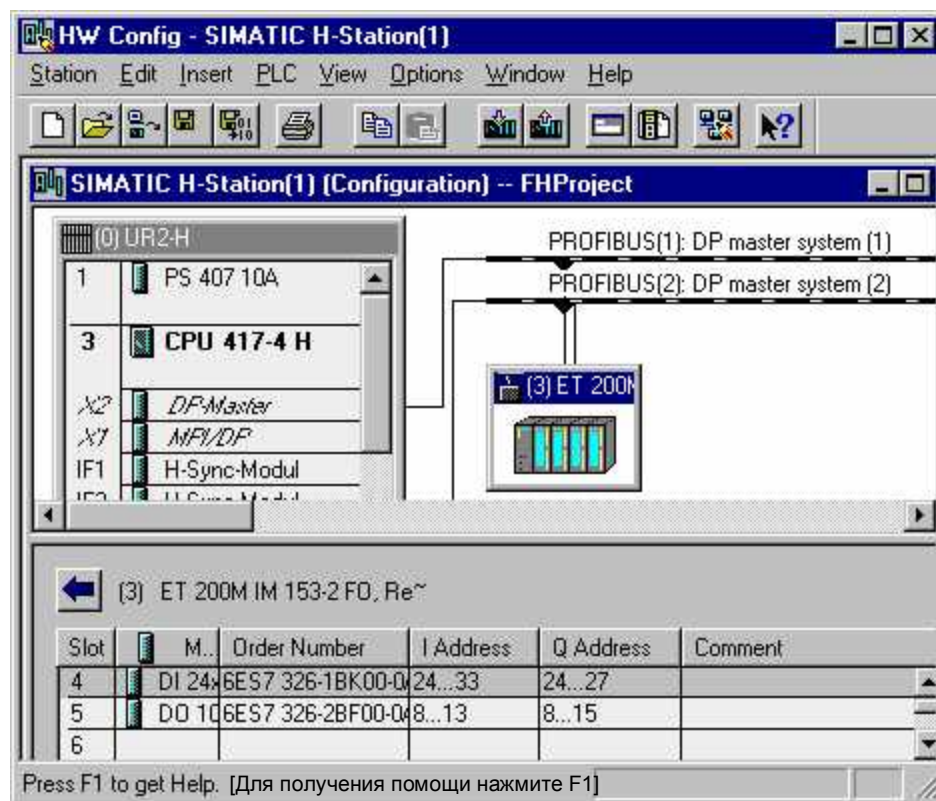 HW Config - SIMATIC H-Station(1)
Station Edit Insert PLC View Options Window Help
SIMATIC H-Station(1) (Configuration) -- FHProject
(0) UR2-H
1 PS 407 10A
3 CPU 417-4 H
X2 DP-Master
X1 MPI/DP
IF1 H-Sync-Modul
PROFIBUS(1): DP master system (1)
PROFIBUS(2): DP master system (2)
(3) ET 200M
(3) ET 200M IM 153-2 FO, Re~
Slot M... Order Number I Address Q Address Comment
4 DI 24x 6ES7 326-1BK00-0 24...33 24...27
5 DO 10 6ES7 326-2BF00-0 8...13 8...15
6
Press F1 to get Help. [Для получения помощи нажмите F1]